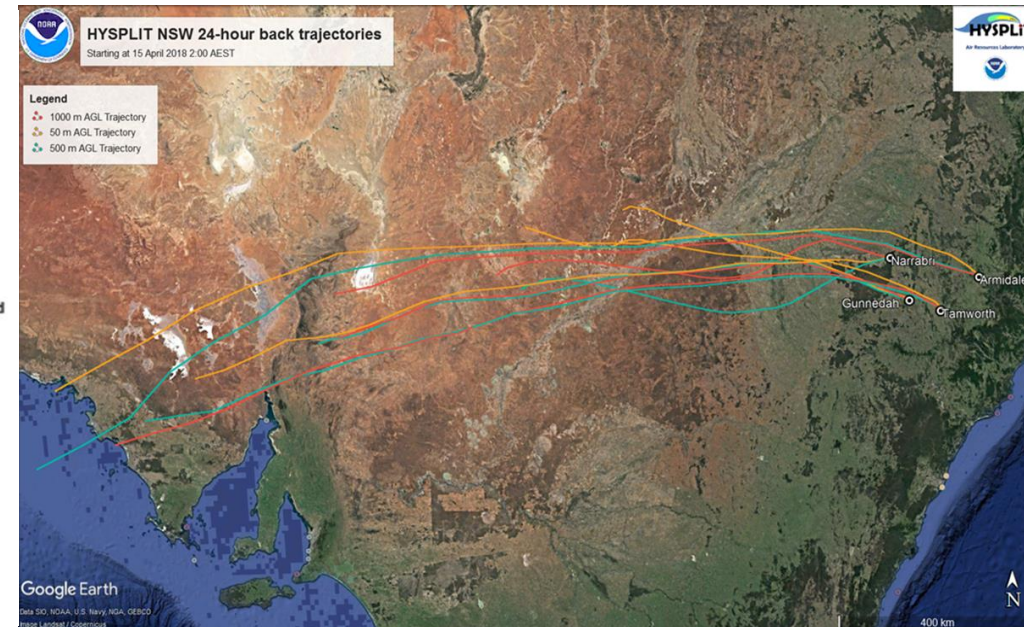 NOAA
HYSPLIT NSW 24-hour back trajectories
Starting at 15 April 2018 2:00 AEST
HYSPLIT
Air Resources Laboratory
Legend
1000 m AGL Trajectory
50 m AGL Trajectory
500 m AGL Trajectory
Narrabri
Armidale
Gunnedah
Tamworth
Google Earth
Data SIO, NOAA, U.S. Navy, NGA, GEBCO
Image Landsat / Copernicus
N
400 km